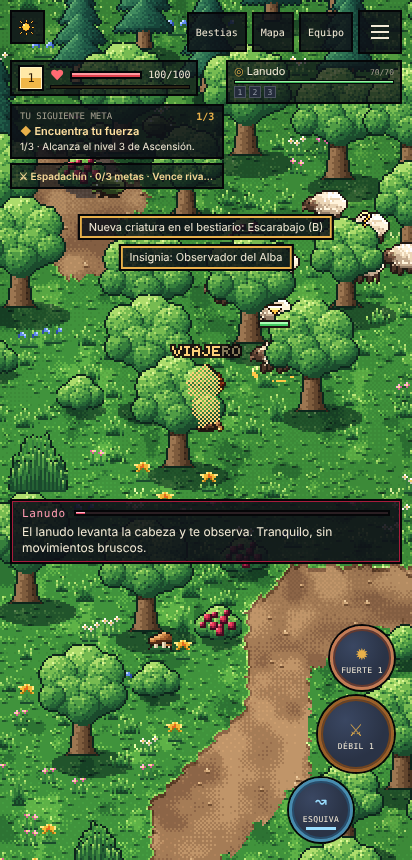 Bestias
Mapa
Equipo
1
100/100
Lanudo
70/76
1 2 3
TU SIGUIENTE META
1/3
Encuentra tu fuerza
1/3 · Alcanza el nivel 3 de Ascensión.
Espadachín · 0/3 metas · Vence riva...
Nueva criatura en el bestiario: Escarabajo (B)
Insignia: Observador del Alba
VIAJERO
Lanudo
El lanudo levanta la cabeza y te observa. Tranquilo, sin
movimientos bruscos.
FUERTE 1
DÉBIL 1
ESQUIVA